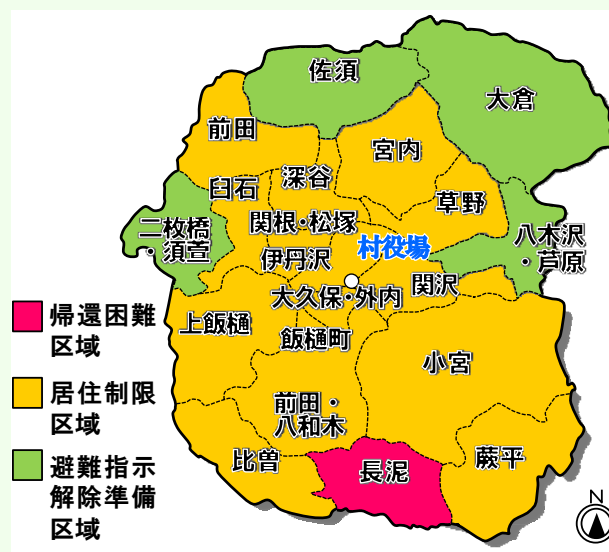 佐須
大倉
前田
宮内
深谷
臼石
草野
二枚橋
・須萱
関根・松塚
村役場
八木沢
・芦原
伊丹沢
関沢
大久保・外内
上飯樋
飯樋町
小宮
前田・
八和木
比曽
長泥
蕨平
帰還困難
区域
居住制限
区域
避難指示
解除準備
区域
N